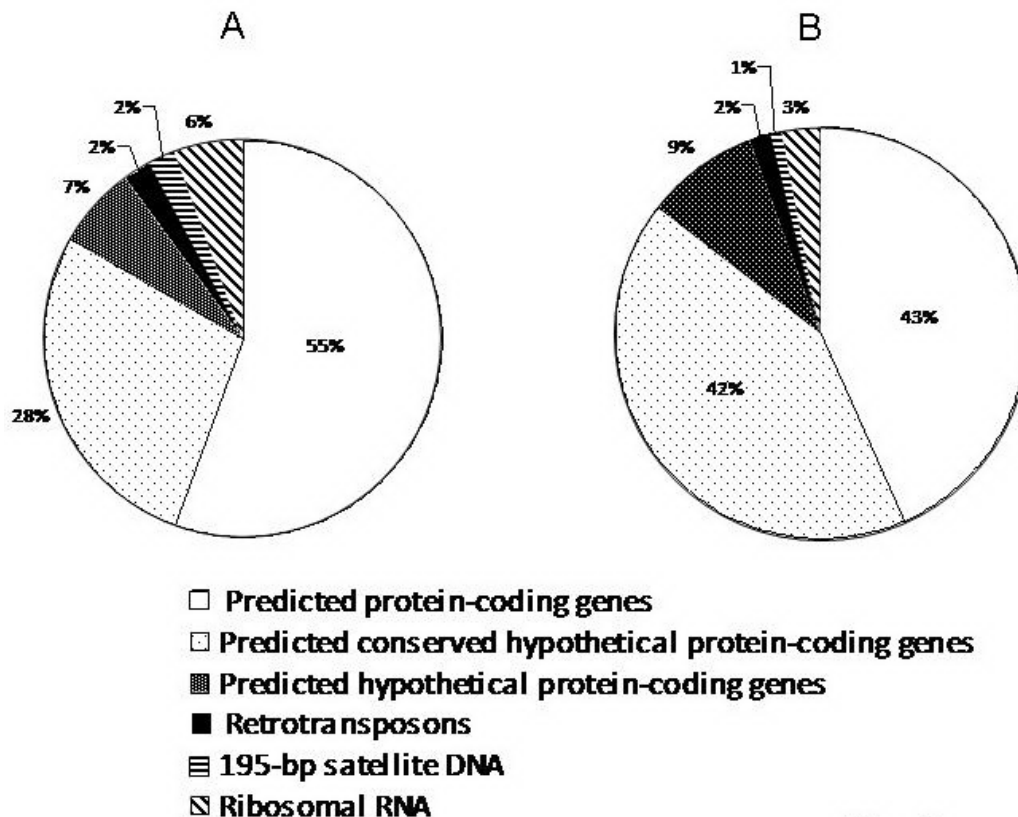 A
B
1%
2%
6%
2%
3%
2%
9%
7%
55%
43%
42%
28%
Predicted protein-coding genes
Predicted conserved hypothetical protein-coding genes
Predicted hypothetical protein-coding genes
Retrotransposons
195-bp satellite DNA
Ribosomal RNA